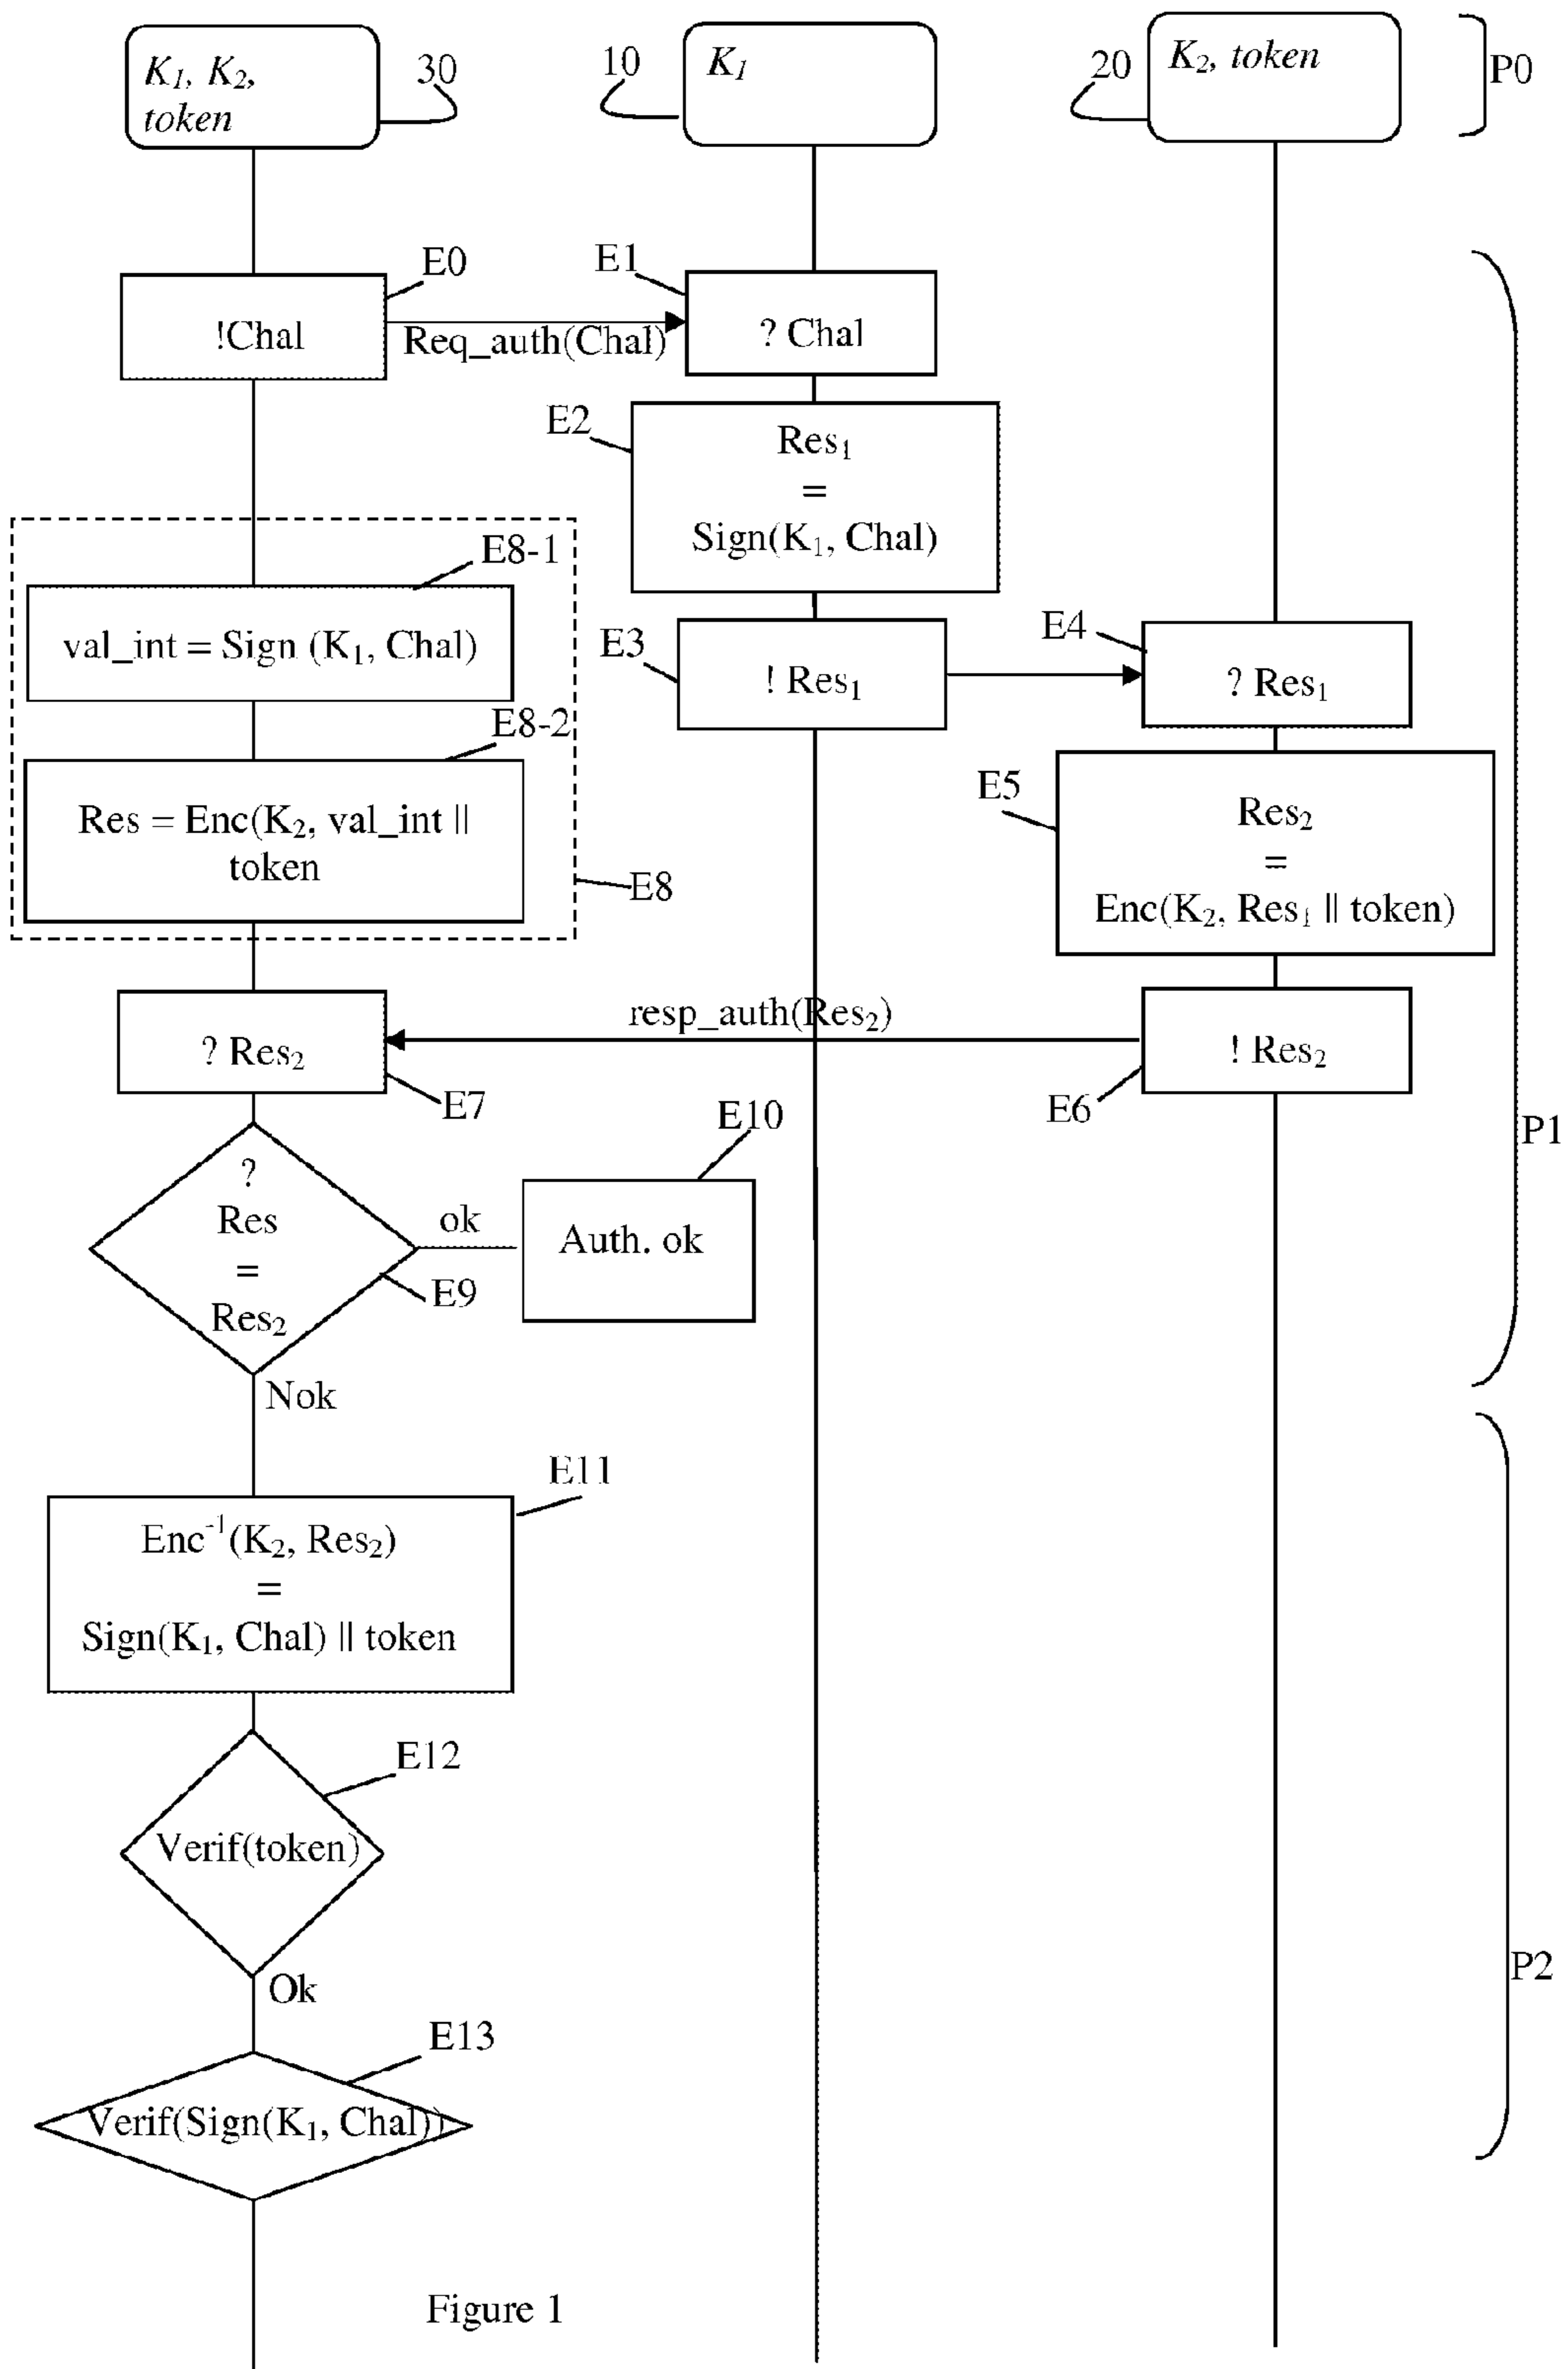 K₁, K₂,
token
30
10
K₁
20
K₂, token
P0
E0
!Chal
Req_auth(Chal)
E1
? Chal
E2
Res₁
=
Sign(K₁, Chal)
E8-1
val_int = Sign (K₁, Chal)
E3
! Res₁
E4
? Res₁
E8-2
Res = Enc(K₂, val_int ||
token
E8
E5
Res₂
=
Enc(K₂, Res₁ || token)
resp_auth(Res₂)
? Res₂
E7
! Res₂
E6
P1
?
Res
=
Res₂
ok
E9
E10
Auth. ok
Nok
E11
Enc⁻¹(K₂, Res₂)
=
Sign(K₁, Chal) || token
E12
Verif(token)
Ok
P2
E13
Verif(Sign(K₁, Chal))
Figure 1